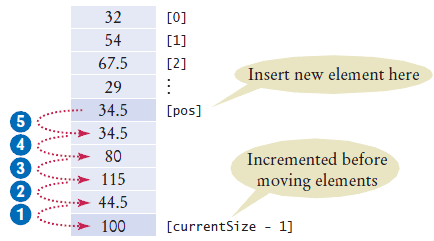 32 [0]
54 [1]
67.5 [2]
29 ⋮
34.5 [pos]
34.5
80
115
44.5
100 [currentSize - 1]
5
4
3
2
1
Insert new element here
Incremented before
moving elements